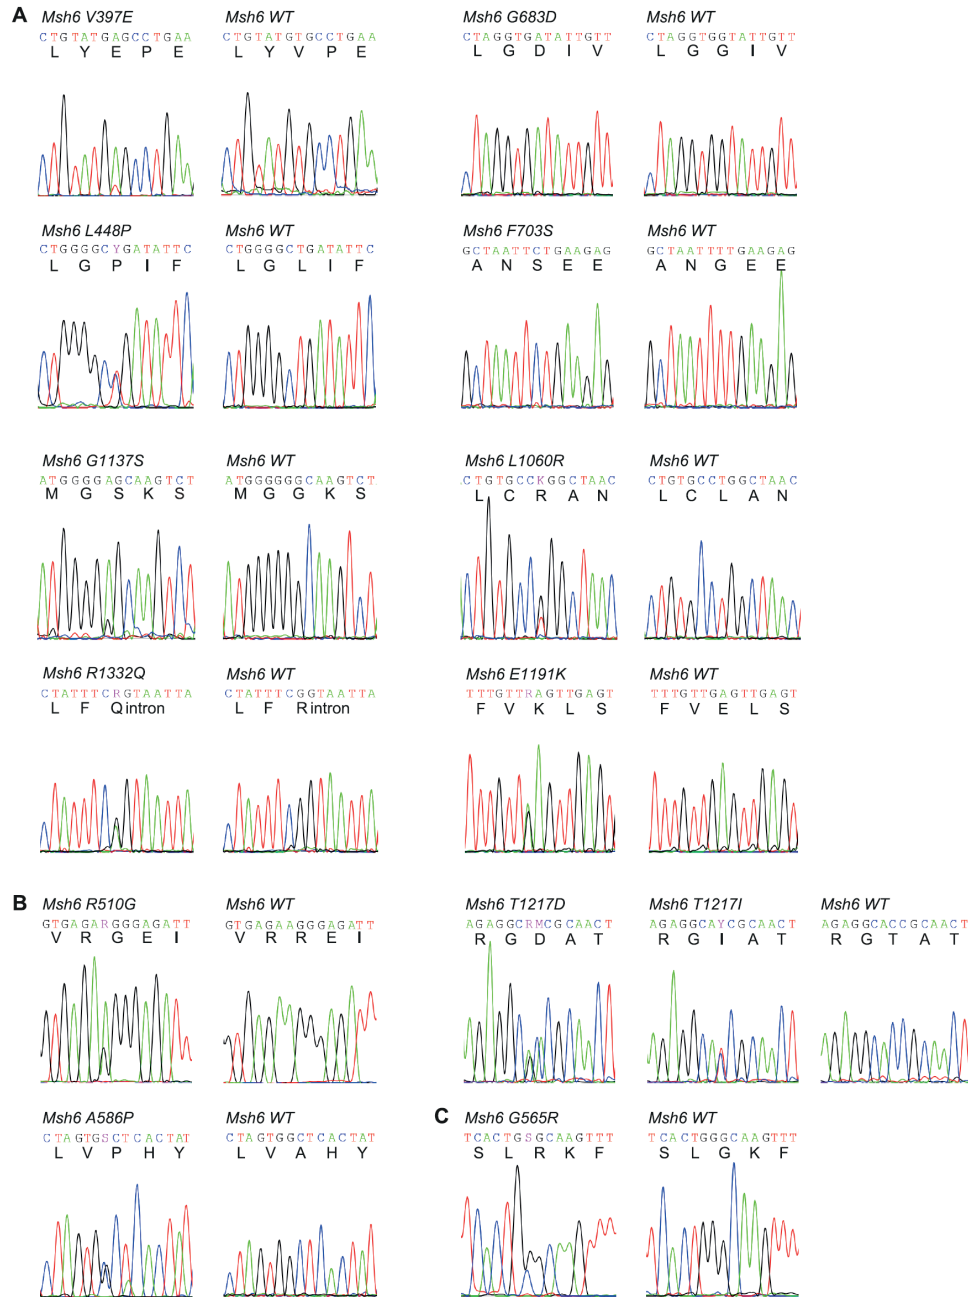 A
Msh6 V397E
CTGTATGAGCCTGAA
L Y E P E
Msh6 WT
CTGTATGTGCCTGAA
L Y V P E
Msh6 G683D
CTAGGTGATATTGTT
L G D I V
Msh6 WT
CTAGGTGGTATTGTT
L G G I V
Msh6 L448P
CTGGGGCYGATATTC
L G P I F
Msh6 WT
CTGGGGCTGATATTC
L G L I F
Msh6 F703S
GCTAATTCTGAAGAG
A N S E E
Msh6 WT
GCTAATTTTGAAGAG
A N G E E
Msh6 G1137S
ATGGGGAGCAAGTCT
M G S K S
Msh6 WT
ATGGGGGGCAAGTCT
M G G K S
Msh6 L1060R
CTGTGCCKGGCTAAC
L C R A N
Msh6 WT
CTGTGCCTGGCTAAC
L C L A N
Msh6 R1332Q
CTATTTCRGTAATTA
L F Q intron
Msh6 WT
CTATTTCGGTAATTA
L F R intron
Msh6 E1191K
TTTGTTRAGTTGAGT
F V K L S
Msh6 WT
TTTGTTGAGTTGAGT
F V E L S
B
Msh6 R510G
GTGAGARGGGAGATT
V R G E I
Msh6 WT
GTGAGAAGGGAGATT
V R R E I
Msh6 T1217D
AGAGGCRMCGCAACT
R G D A T
Msh6 T1217I
AGAGGCAYCGCAACT
R G I A T
Msh6 WT
AGAGGCACCGCAACT
R G T A T
Msh6 A586P
CTAGTGSCTCACTAT
L V P H Y
Msh6 WT
CTAGTGGCTCACTAT
L V A H Y
C
Msh6 G565R
TCACTGSGCAAGTTT
S L R K F
Msh6 WT
TCACTGGGCAAGTTT
S L G K F